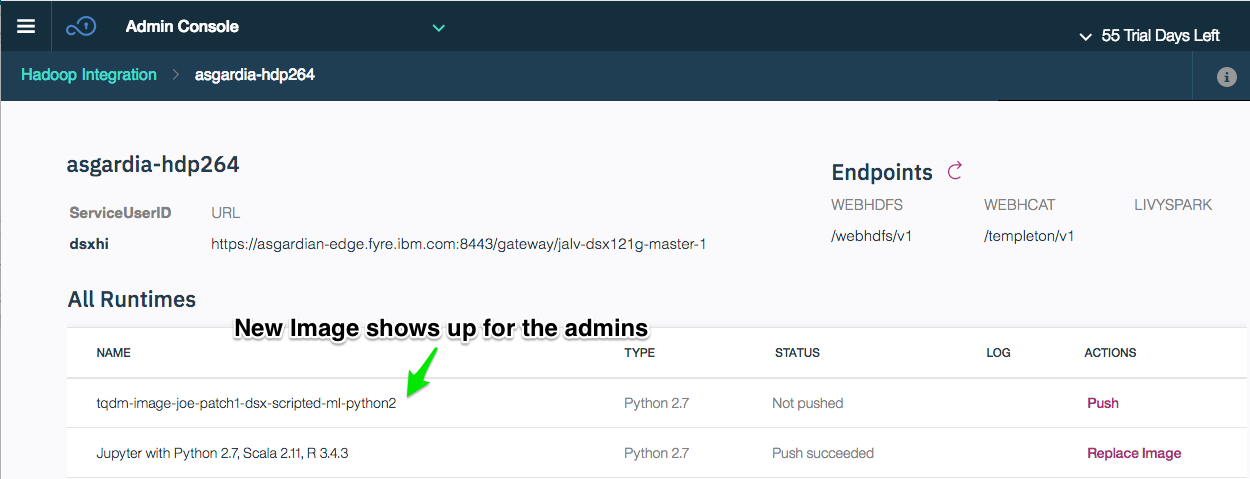 Admin Console
55 Trial Days Left
Hadoop Integration > asgardia-hdp264
asgardia-hdp264
Endpoints
ServiceUserID URL
WEBHDFS WEBHCAT LIVYSPARK
dsxhi https://asgardian-edge.fyre.ibm.com:8443/gateway/jalv-dsx121g-master-1
/webhdfs/v1 /templeton/v1
All Runtimes
New Image shows up for the admins
NAME TYPE STATUS LOG ACTIONS
tqdm-image-joe-patch1-dsx-scripted-ml-python2 Python 2.7 Not pushed Push
Jupyter with Python 2.7, Scala 2.11, R 3.4.3 Python 2.7 Push succeeded Replace Image